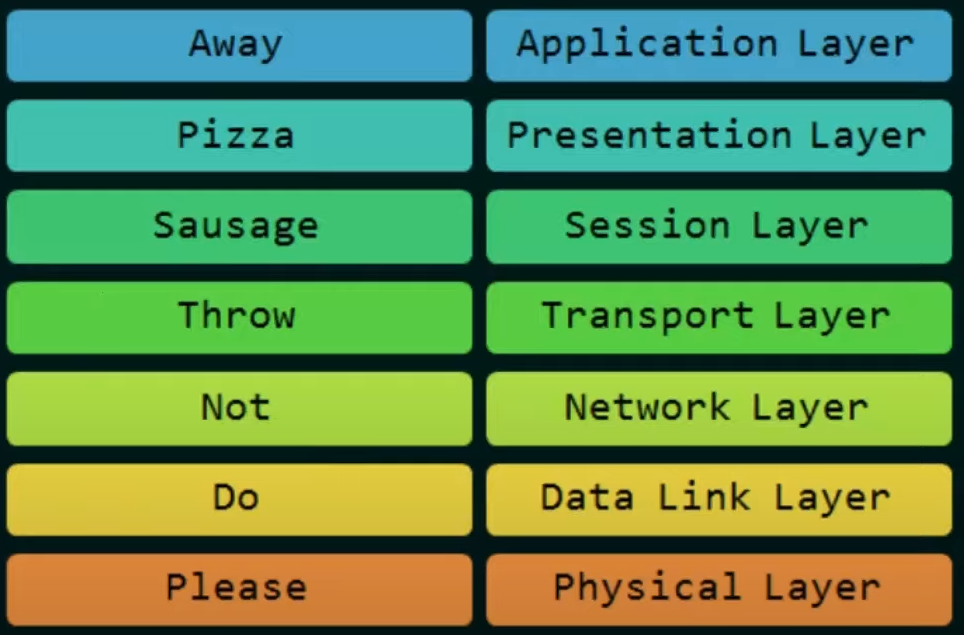 Away Application Layer
Pizza Presentation Layer
Sausage Session Layer
Throw Transport Layer
Not Network Layer
Do Data Link Layer
Please Physical Layer